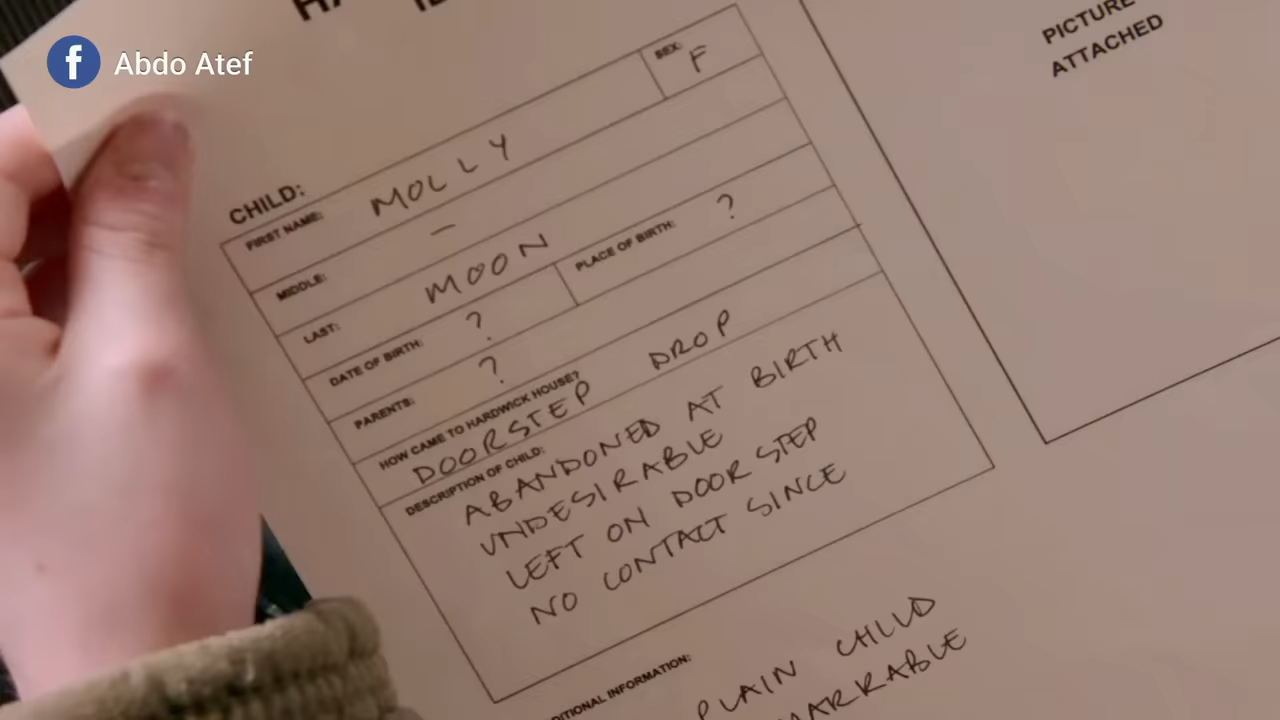 f Abdo Atef
PICTURE
ATTACHED
CHILD:
FIRST NAME: MOLLY
SEX: F
MIDDLE: –
LAST: MOON
DATE OF BIRTH: ?
PLACE OF BIRTH: ?
PARENTS: ?
HOW CAME TO HARDWICK HOUSE?
DOORSTEP DROP
DESCRIPTION OF CHILD:
ABANDONED AT BIRTH
UNDESIRABLE
LEFT ON DOOR STEP
NO CONTACT SINCE
INFORMATION:
PLAIN CHILD